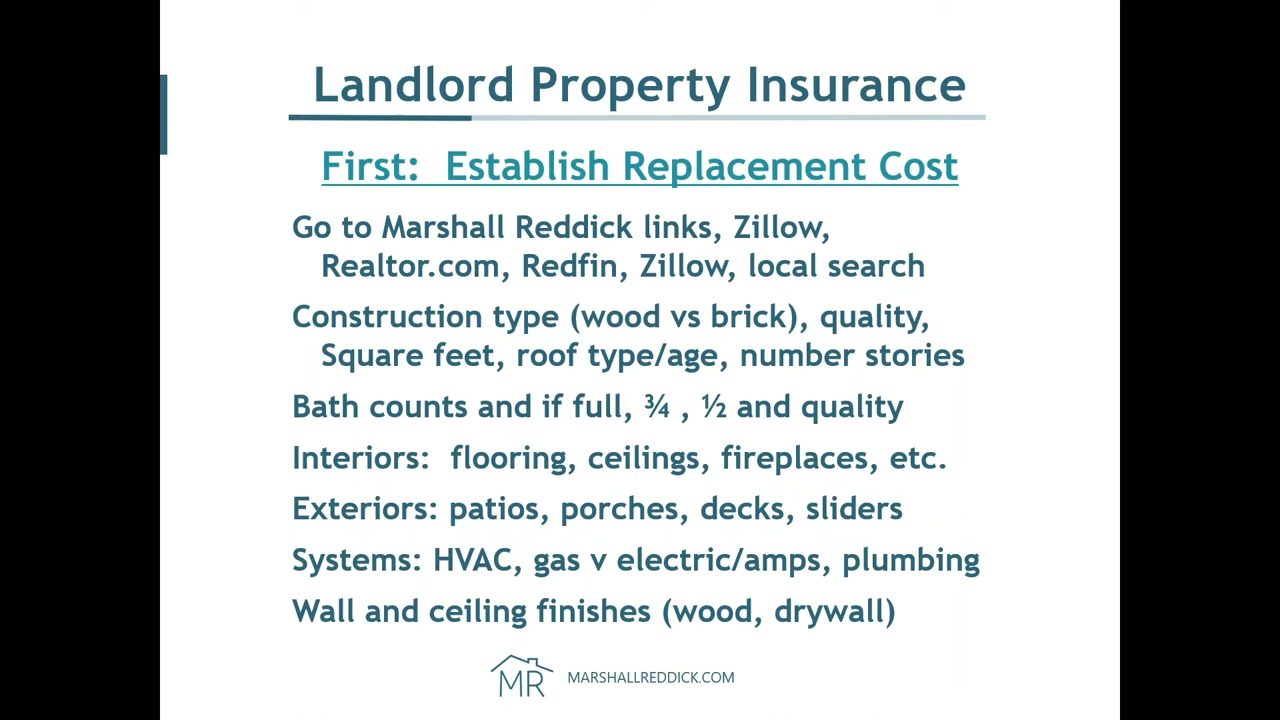 Landlord Property Insurance
First: Establish Replacement Cost
Go to Marshall Reddick links, Zillow,
Realtor.com, Redfin, Zillow, local search
Construction type (wood vs brick), quality,
Square feet, roof type/age, number stories
Bath counts and if full, ¾ , ½ and quality
Interiors: flooring, ceilings, fireplaces, etc.
Exteriors: patios, porches, decks, sliders
Systems: HVAC, gas v electric/amps, plumbing
Wall and ceiling finishes (wood, drywall)
MR MARSHALLREDDICK.COM